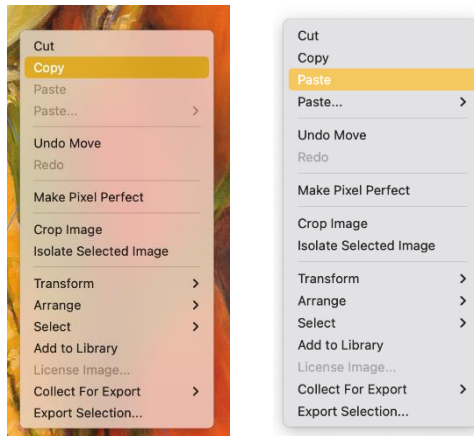 Cut
Copy
Paste
Paste...
Undo Move
Redo
Make Pixel Perfect
Crop Image
Isolate Selected Image
Transform
Arrange
Select
Add to Library
License Image...
Collect For Export
Export Selection...
Cut
Copy
Paste
Paste...
Undo Move
Redo
Make Pixel Perfect
Crop Image
Isolate Selected Image
Transform
Arrange
Select
Add to Library
License Image...
Collect For Export
Export Selection...